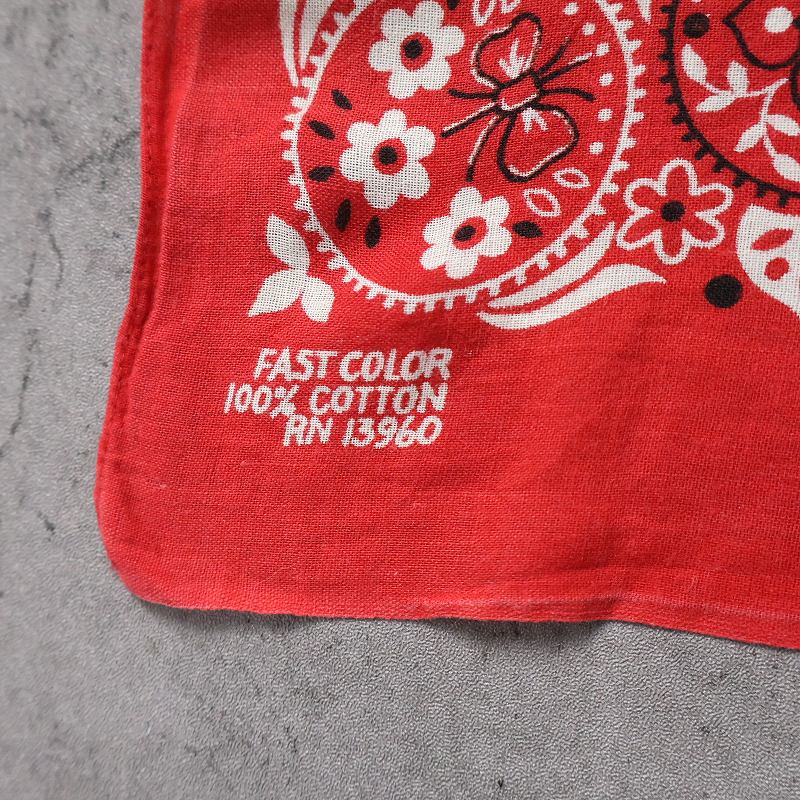 FAST COLOR
100% COTTON
RN 13960